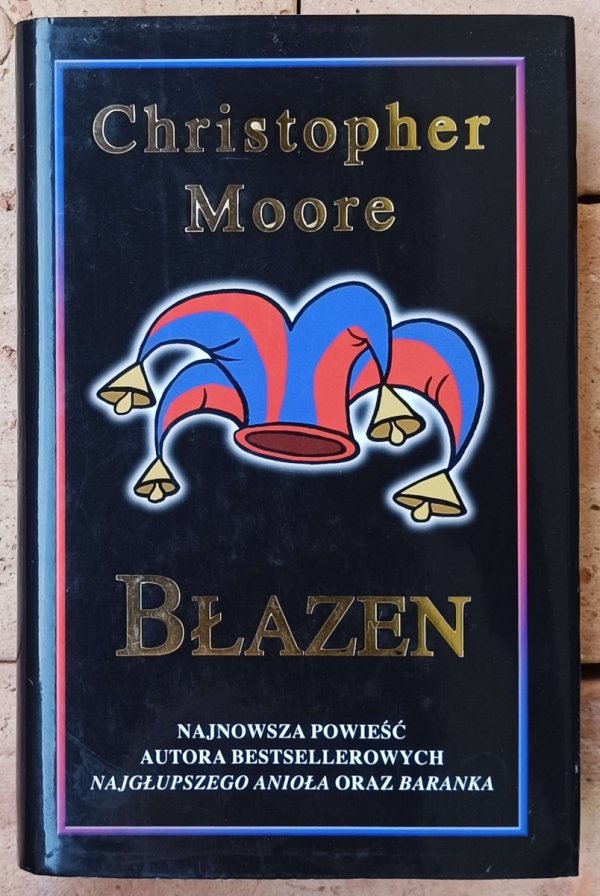 Christopher
Moore
BŁAZEN
NAJNOWSZA POWIEŚĆ
AUTORA BESTSELLEROWYCH
NAJGŁUPSZEGO ANIOŁA ORAZ BARANKA